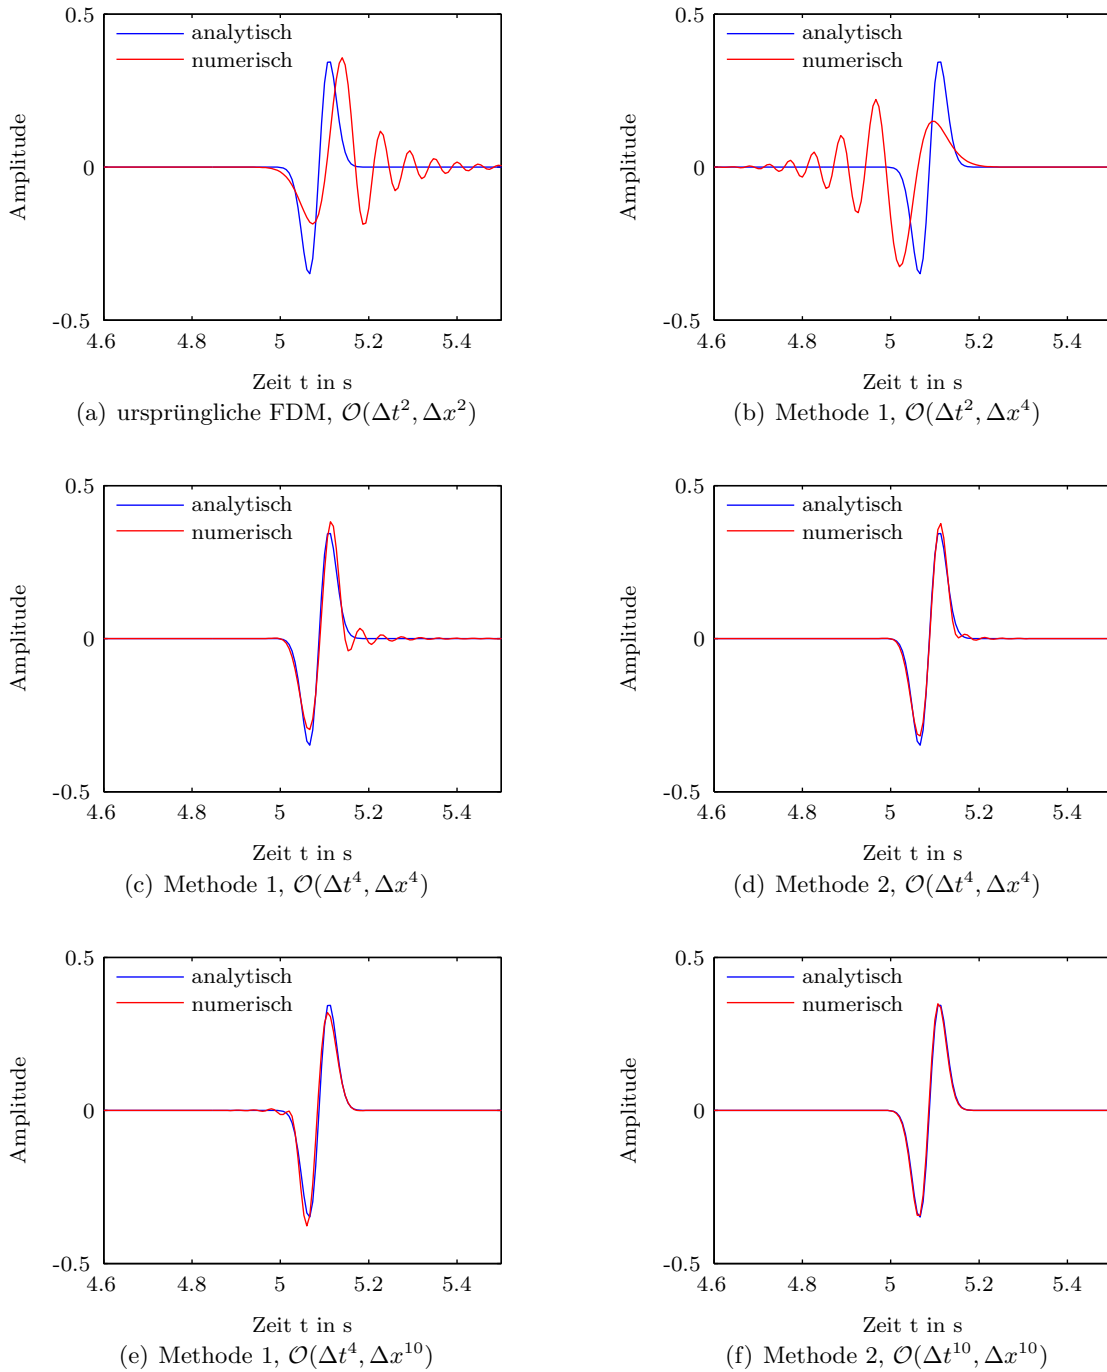 0.5
analytisch
numerisch
Amplitude
0
-0.5
4.6 4.8 5 5.2 5.4
Zeit t in s
(a) ursprüngliche FDM, 𝒪(Δt², Δx²)
0.5
analytisch
numerisch
Amplitude
0
-0.5
4.6 4.8 5 5.2 5.4
Zeit t in s
(b) Methode 1, 𝒪(Δt², Δx⁴)
0.5
analytisch
numerisch
Amplitude
0
-0.5
4.6 4.8 5 5.2 5.4
Zeit t in s
(c) Methode 1, 𝒪(Δt⁴, Δx⁴)
0.5
analytisch
numerisch
Amplitude
0
-0.5
4.6 4.8 5 5.2 5.4
Zeit t in s
(d) Methode 2, 𝒪(Δt⁴, Δx⁴)
0.5
analytisch
numerisch
Amplitude
0
-0.5
4.6 4.8 5 5.2 5.4
Zeit t in s
(e) Methode 1, 𝒪(Δt⁴, Δx¹⁰)
0.5
analytisch
numerisch
Amplitude
0
-0.5
4.6 4.8 5 5.2 5.4
Zeit t in s
(f) Methode 2, 𝒪(Δt¹⁰, Δx¹⁰)